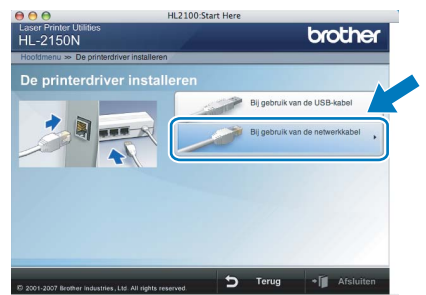 HL2100:Start Here
Laser Printer Utilities
HL-2150N
brother
Hoofdmenu >> De printerdriver installeren
De printerdriver installeren
Bij gebruik van de USB-kabel
Bij gebruik van de netwerkkabel
© 2001-2007 Brother Industries, Ltd. All rights reserved.
Terug
Afsluiten